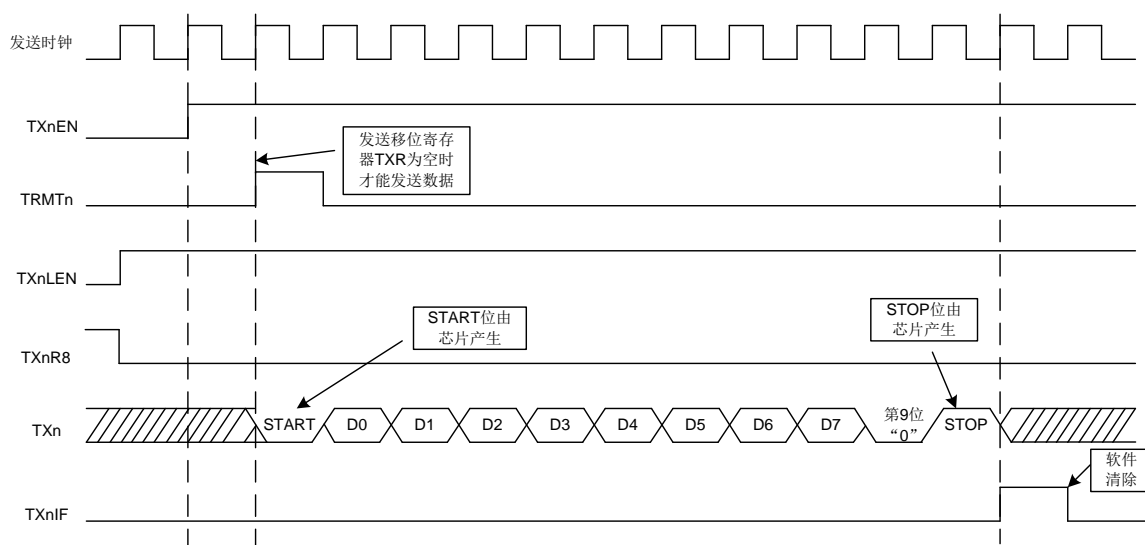 发送时钟
TXnEN
发送移位寄存
器TXR为空时
才能发送数据
TRMTn
TXnLEN
START位由
芯片产生
STOP位由
芯片产生
TXnR8
TXn
START
D0
D1
D2
D3
D4
D5
D6
D7
第9位
“0”
STOP
软件
清除
TXnIF